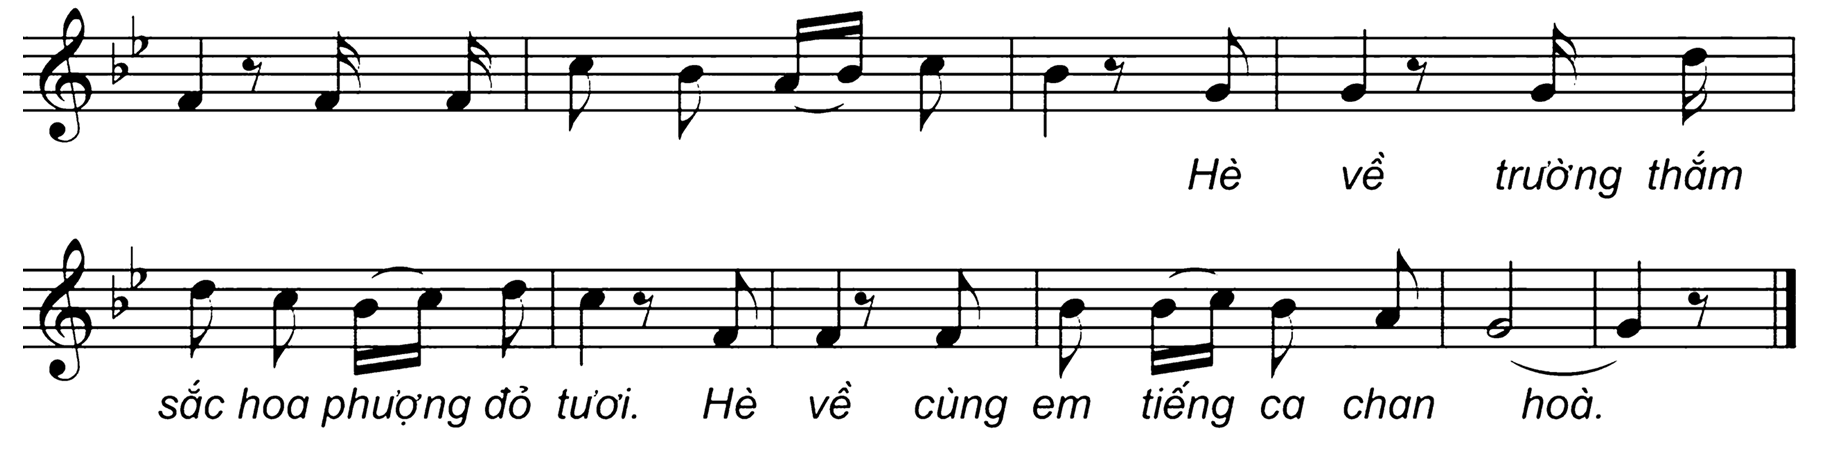 Hè về trường thắm
sắc hoa phượng đỏ tươi. Hè về cùng em tiếng ca chan hoà.